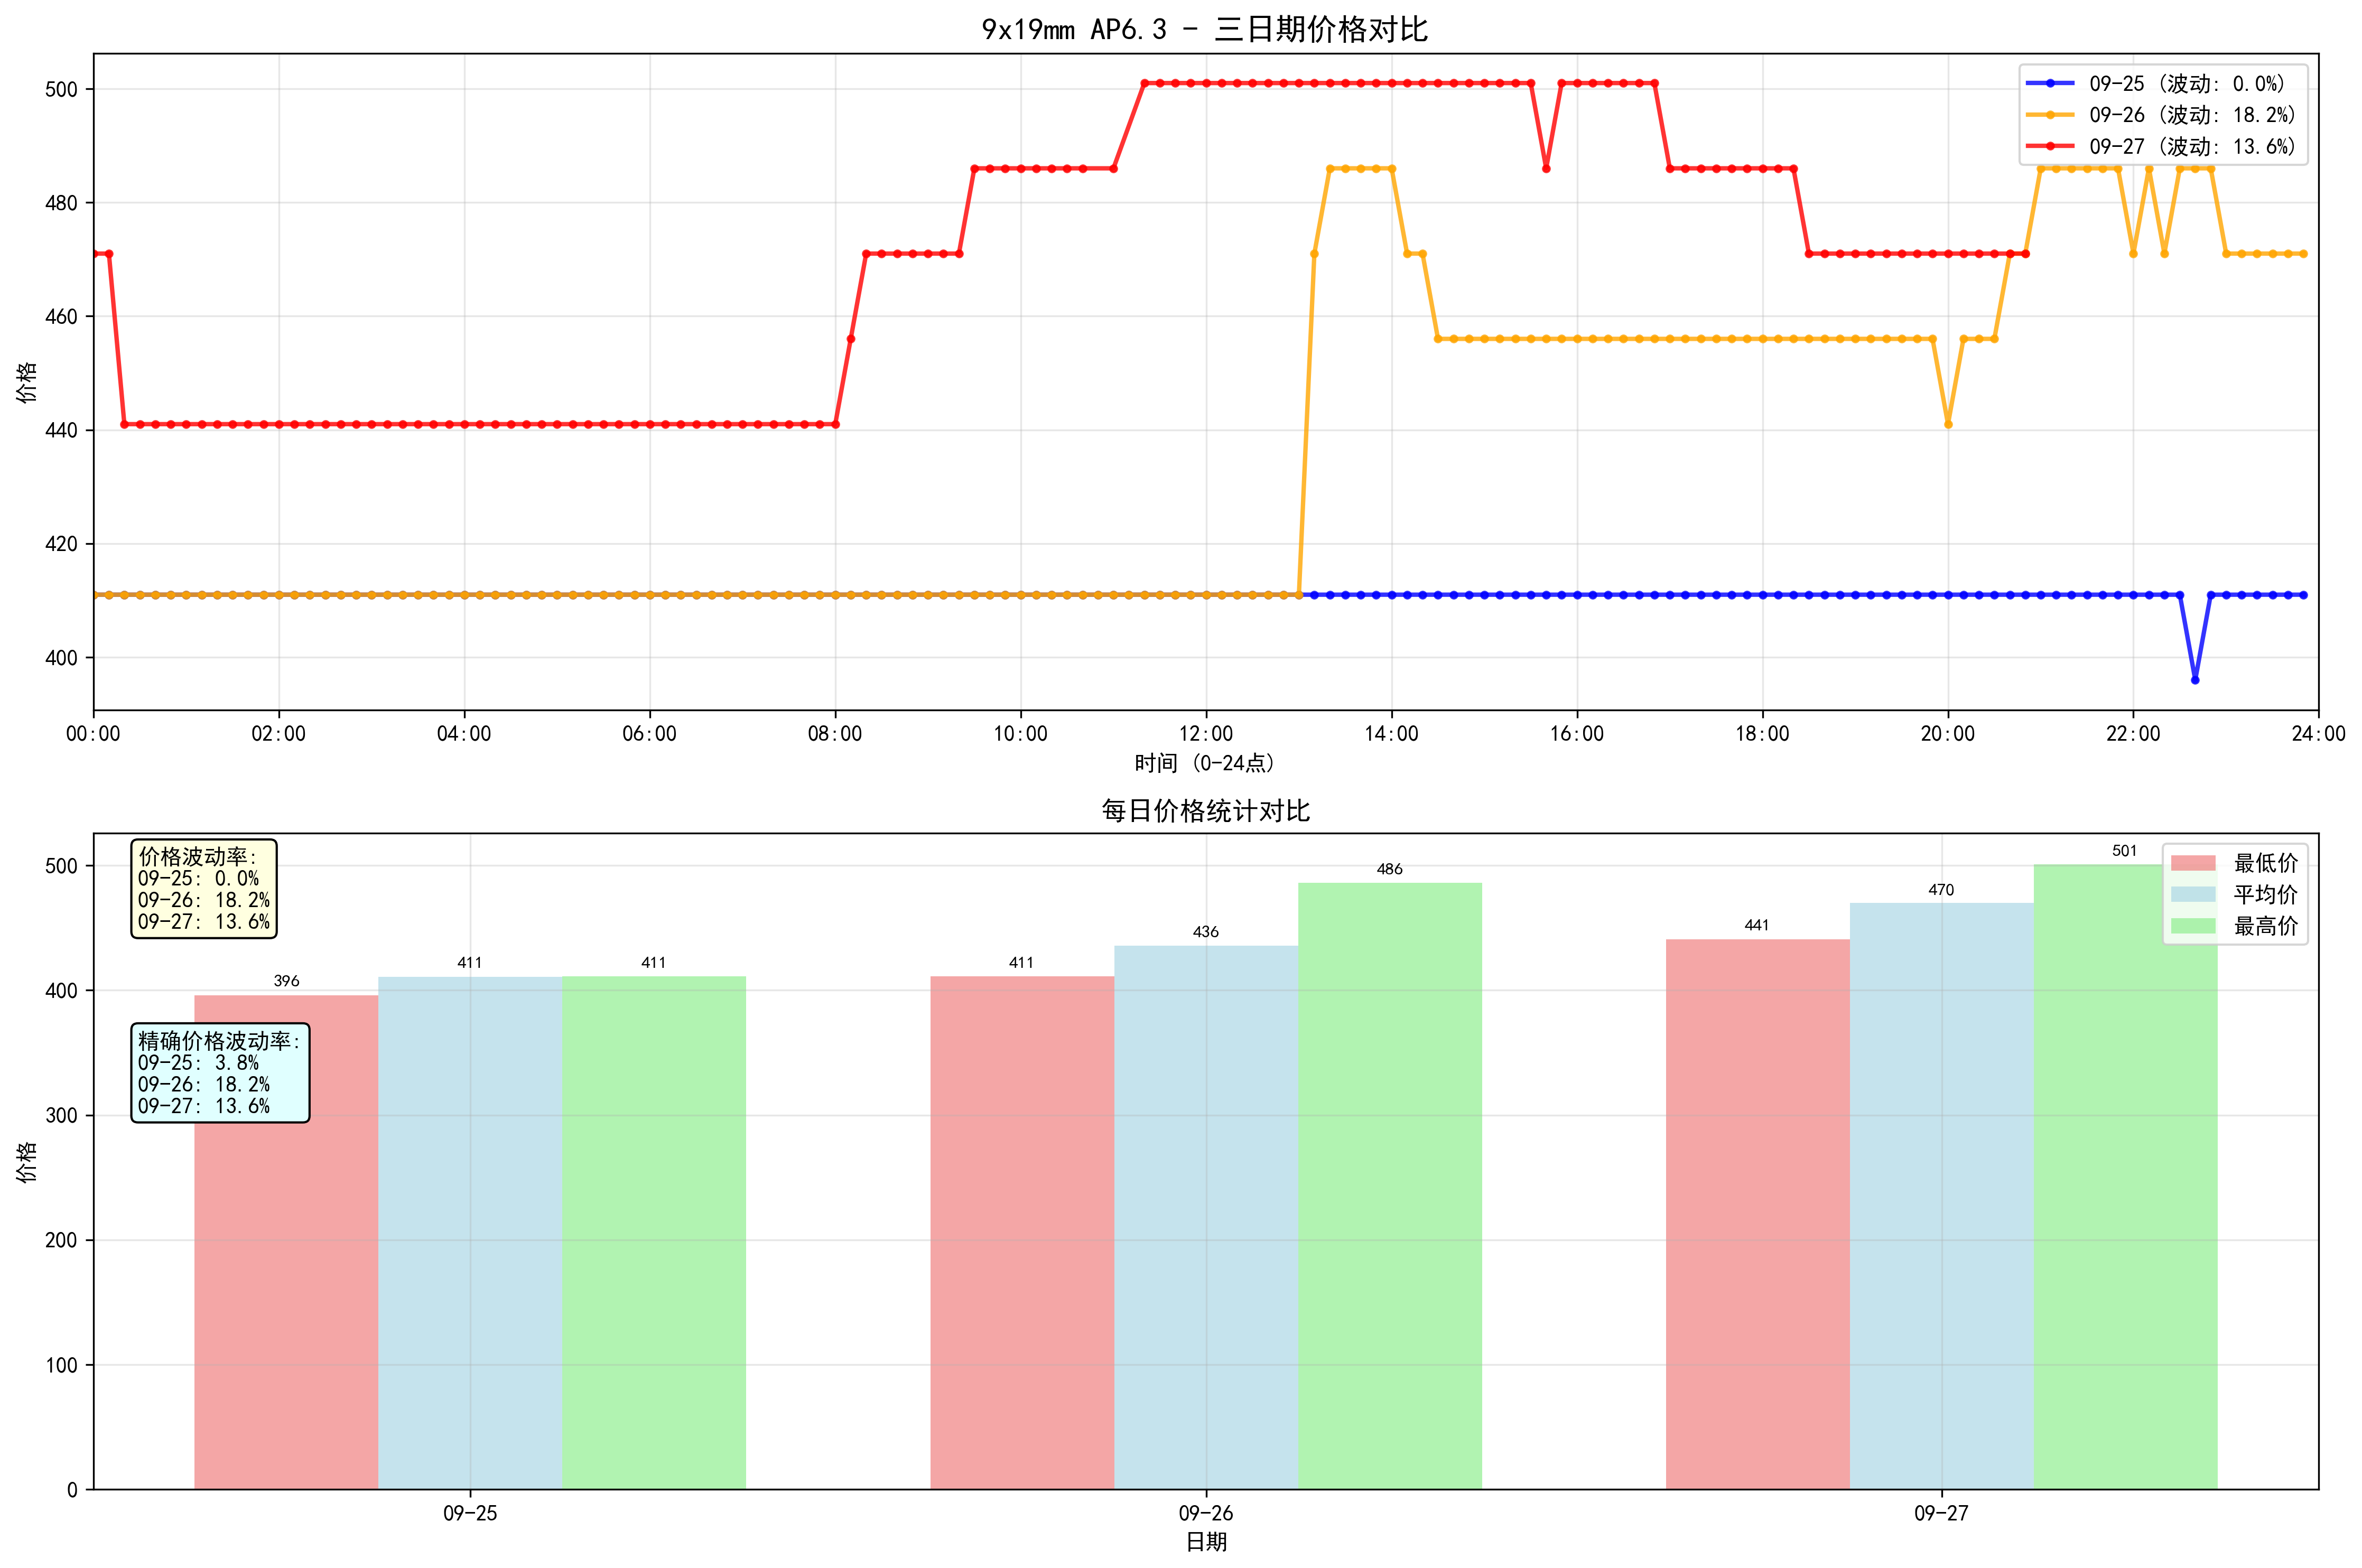 9x19mm AP6.3 - 三日期价格对比
500
480
460
440
420
400
价格
09-25 (波动: 0.0%)
09-26 (波动: 18.2%)
09-27 (波动: 13.6%)
00:00 02:00 04:00 06:00 08:00 10:00 12:00 14:00 16:00 18:00 20:00 22:00 24:00
时间 (0-24点)
每日价格统计对比
500
400
300
200
100
0
价格
价格波动率:
09-25: 0.0%
09-26: 18.2%
09-27: 13.6%
精确价格波动率:
09-25: 3.8%
09-26: 18.2%
09-27: 13.6%
396 411 411 411 436 486 441 470 501
最低价
平均价
最高价
09-25 09-26 09-27
日期